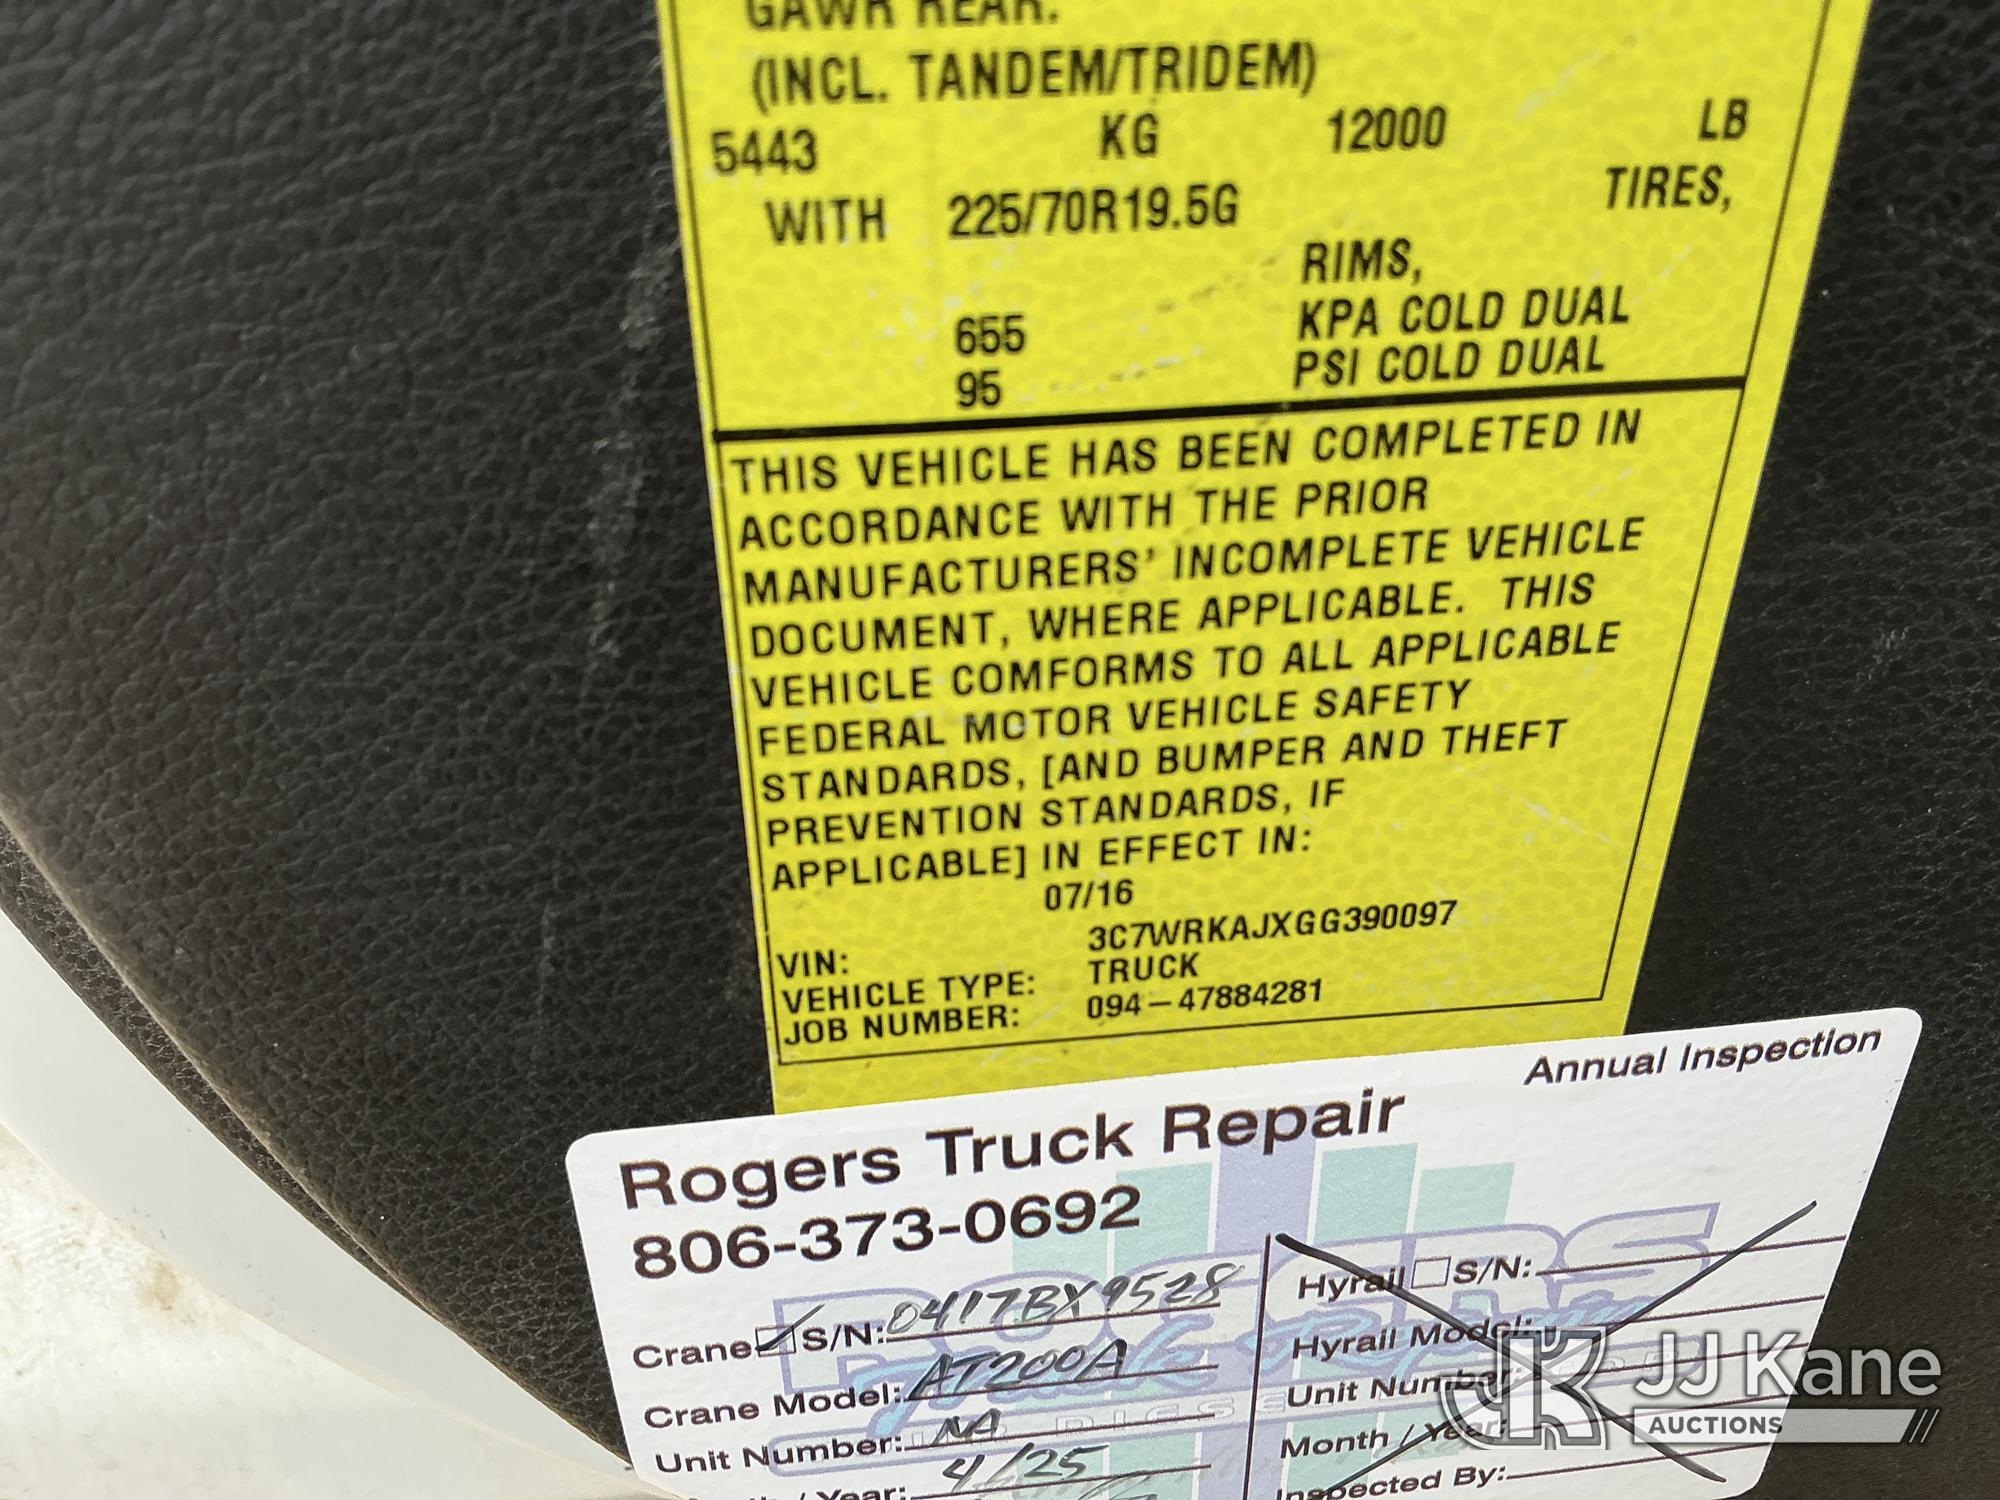 GAWR REAR:
(INCL. TANDEM/TRIDEM)
5443 KG 12000 LB
WITH 225/70R19.5G TIRES,
RIMS,
655 KPA COLD DUAL
95 PSI COLD DUAL
THIS VEHICLE HAS BEEN COMPLETED IN
ACCORDANCE WITH THE PRIOR
MANUFACTURERS' INCOMPLETE VEHICLE
DOCUMENT, WHERE APPLICABLE. THIS
VEHICLE COMFORMS TO ALL APPLICABLE
FEDERAL MOTOR VEHICLE SAFETY
STANDARDS, [AND BUMPER AND THEFT
PREVENTION STANDARDS, IF
APPLICABLE] IN EFFECT IN:
07/16
VIN: 3C7WRKAJXGG390097
VEHICLE TYPE: TRUCK
JOB NUMBER: 094-47884281
Annual Inspection
Rogers Truck Repair
806-373-0692
Crane S/N: 0417BX9528
Crane Model: AT200A
Unit Number: NA
Month / Year: 4/25
Hyrail S/N:
Hyrail Model:
Unit Number:
Month / Year:
Inspected By:
JJ Kane
AUCTIONS